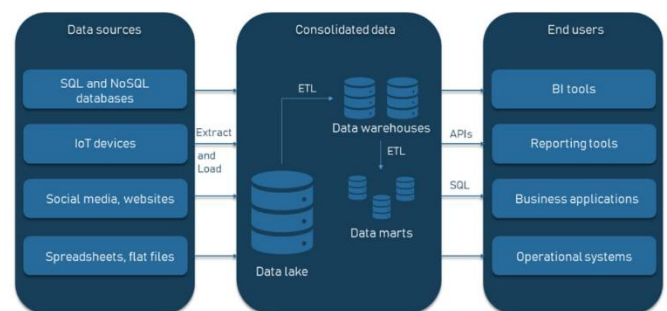 Data sources
SQL and NoSQL
databases
IoT devices
Social media, websites
Spreadsheets, flat files
Extract
and
Load
Consolidated data
ETL
Data warehouses
ETL
Data marts
Data lake
APIs
SQL
End users
BI tools
Reporting tools
Business applications
Operational systems